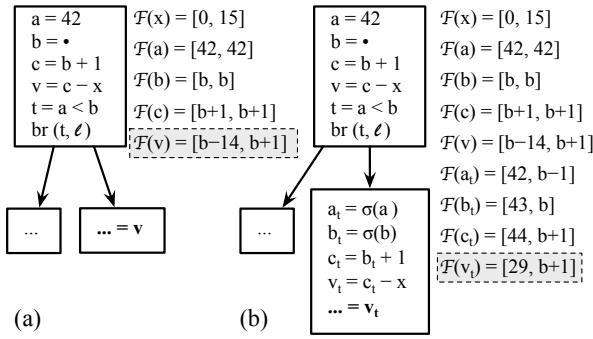 a = 42
b = •
c = b + 1
v = c − x
t = a < b
br (t, ℓ)
ℱ(x) = [0, 15]
ℱ(a) = [42, 42]
ℱ(b) = [b, b]
ℱ(c) = [b+1, b+1]
ℱ(v) = [b−14, b+1]
...
... = v
(a)
a = 42
b = •
c = b + 1
v = c − x
t = a < b
br (t, ℓ)
...
aₜ = σ(a )
bₜ = σ(b)
cₜ = bₜ + 1
vₜ = cₜ − x
... = vₜ
ℱ(x) = [0, 15]
ℱ(a) = [42, 42]
ℱ(b) = [b, b]
ℱ(c) = [b+1, b+1]
ℱ(v) = [b−14, b+1]
ℱ(aₜ) = [42, b−1]
ℱ(bₜ) = [43, b]
ℱ(cₜ) = [44, b+1]
ℱ(vₜ) = [29, b+1]
(b)